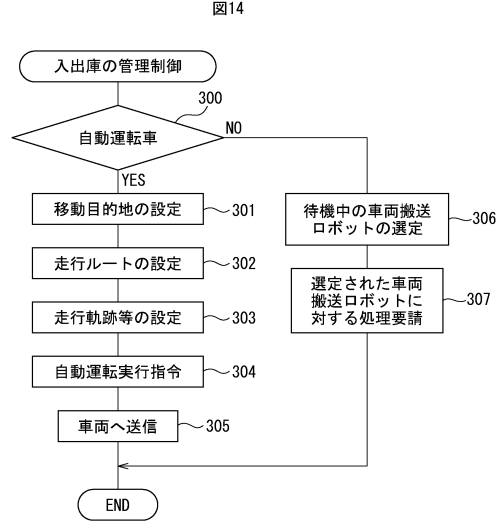 図14
入出庫の管理制御
300
自動運転車
NO
YES
移動目的地の設定
301
走行ルートの設定
302
走行軌跡等の設定
303
自動運転実行指令
304
車両へ送信
305
待機中の車両搬送
ロボットの選定
306
選定された車両
搬送ロボットに
対する処理要請
307
END